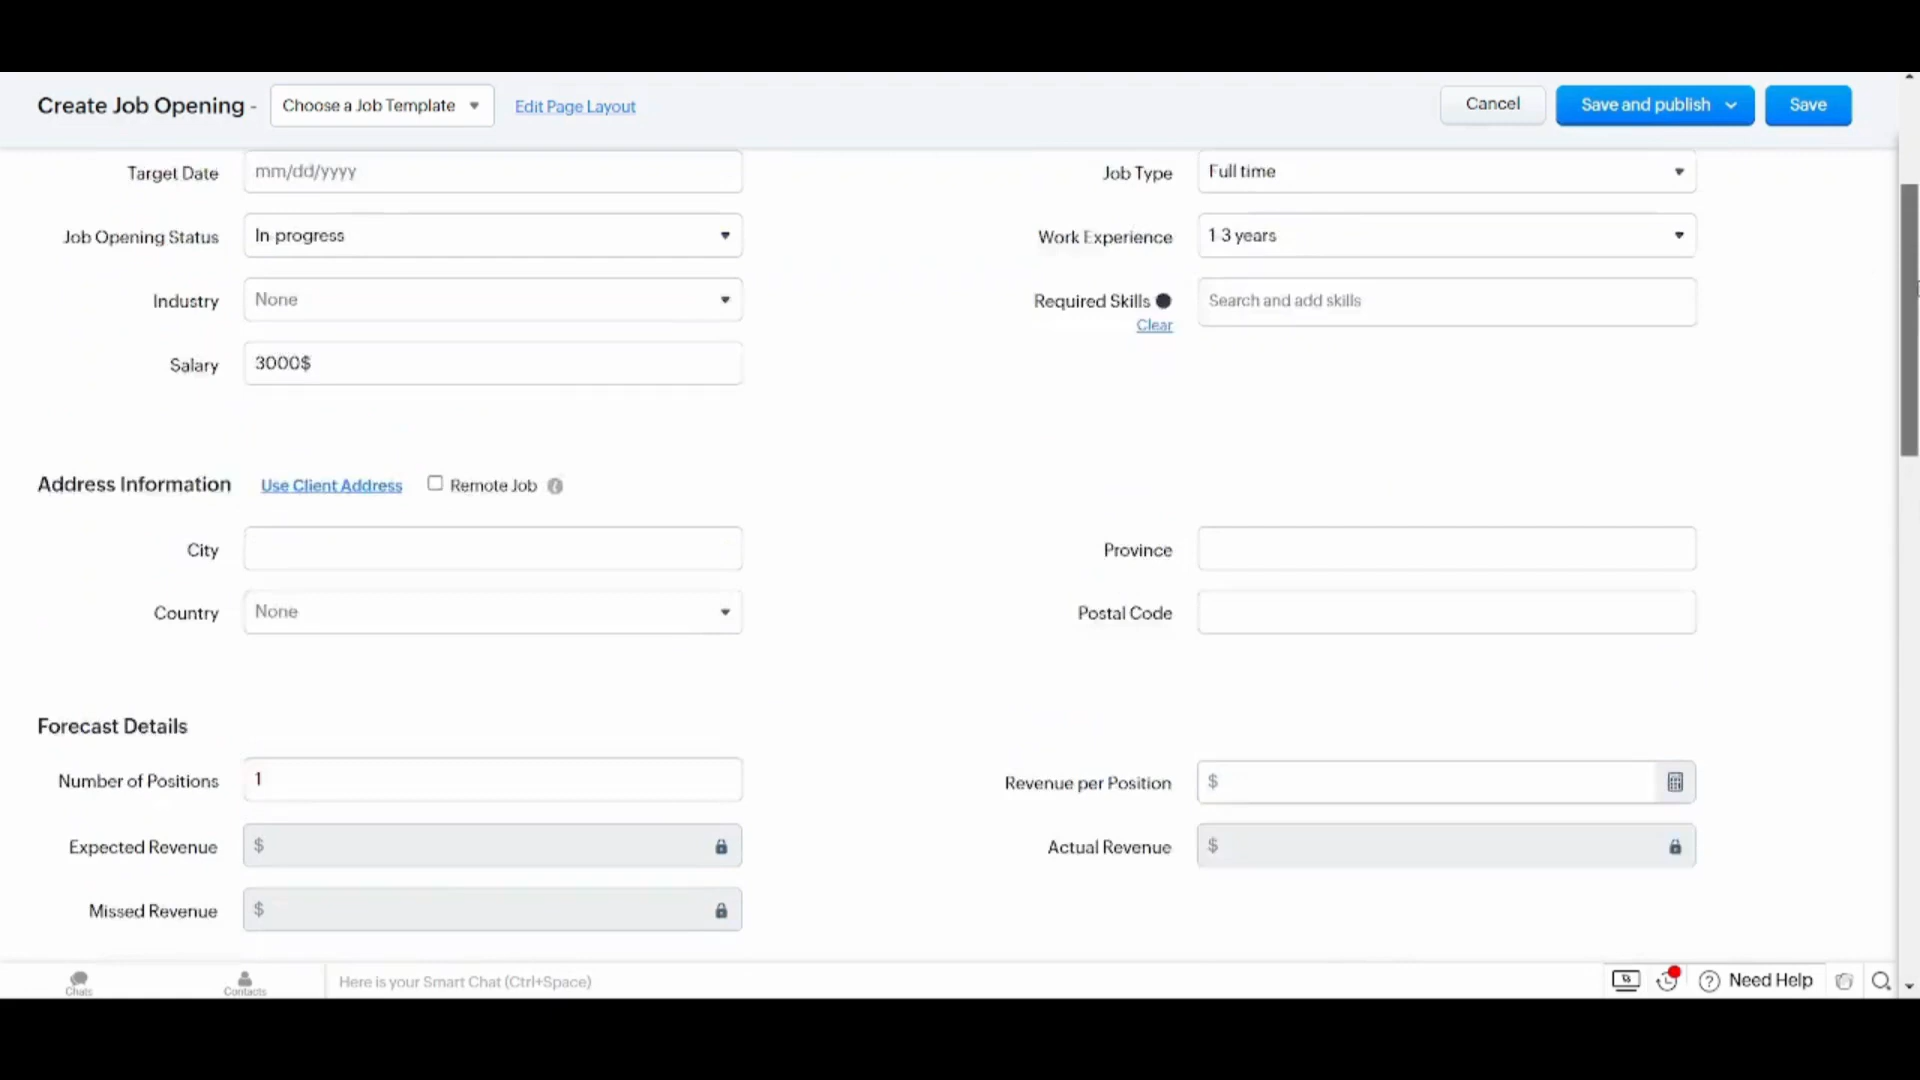 Create Job Opening - Choose a Job Template Edit Page Layout Cancel Save and publish Save
Target Date mm/dd/yyyy Job Type Full time
Job Opening Status In progress Work Experience 1 3 years
Industry None Required Skills Search and add skills
Clear
Salary 3000$
Address Information Use Client Address Remote Job
City Province
Country None Postal Code
Forecast Details
Number of Positions 1 Revenue per Position $
Expected Revenue $ Actual Revenue $
Missed Revenue $
Chats Contacts Here is your Smart Chat (Ctrl+Space) Need Help